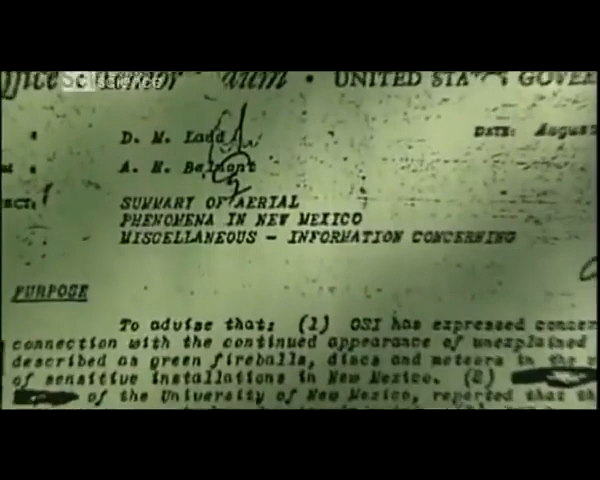 Office Memorandum • UNITED STATES GOVER
science
D. M. Ladd
DATE: August
A. H. Belmont
SUMMARY OF AERIAL
PHENOMENA IN NEW MEXICO
MISCELLANEOUS - INFORMATION CONCERNING
PURPOSE
To advise that: (1) OSI has expressed concer
connection with the continued appearance of unexplained
described as green fireballs, discs and meteors in the
of sensitive installations in New Mexico. (2)
of the University of New Mexico, reported that th